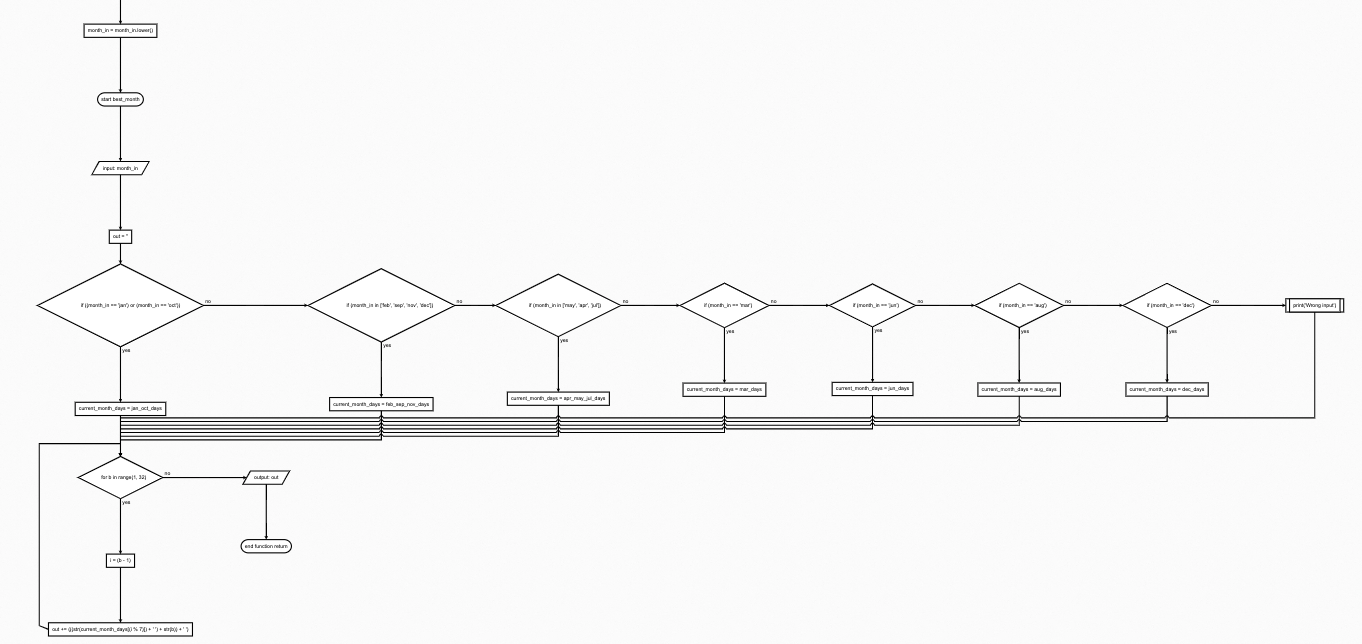 month_in = month_in.lower()
start best_month
input: month_in
out = ''
if ((month_in == 'jan') or (month_in == 'oct'))
no
if (month_in in ['feb', 'sep', 'nov', 'dec'])
no
if (month_in in ['may', 'apr', 'jul'])
no
if (month_in == 'mar')
no
if (month_in == 'jun')
no
if (month_in == 'aug')
no
if (month_in == 'dec')
no
print('Wrong input')
yes
yes
yes
yes
yes
yes
yes
current_month_days = jan_oct_days
current_month_days = feb_sep_nov_days
current_month_days = apr_may_jul_days
current_month_days = mar_days
current_month_days = jun_days
current_month_days = aug_days
current_month_days = dec_days
for b in range(1, 32)
no
output: out
yes
end function return
i = (b - 1)
out += (((str(current_month_days[(i % 7)]) + ' ') + str(b)) + ' ')